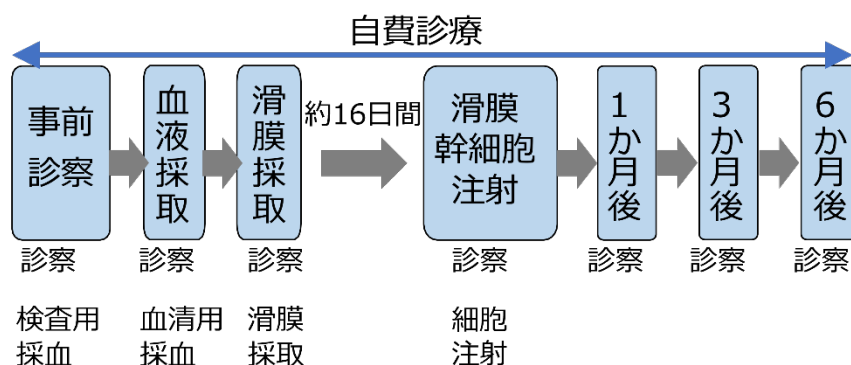 自費診療
事前
診察
血液採取
滑膜採取
約16日間
滑膜
幹細胞
注射
1か月後
3か月後
6か月後
診察
診察
診察
診察
診察
診察
診察
検査用
採血
血清用
採血
滑膜
採取
細胞
注射